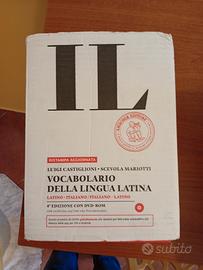 IL
RISTAMPA AGGIORNATA
LUIGI CASTIGLIONI • SCEVOLA MARIOTTI
VOCABOLARIO
DELLA LINGUA LATINA
LATINO • ITALIANO / ITALIANO • LATINO
4ª EDIZIONE CON DVD-ROM
subito